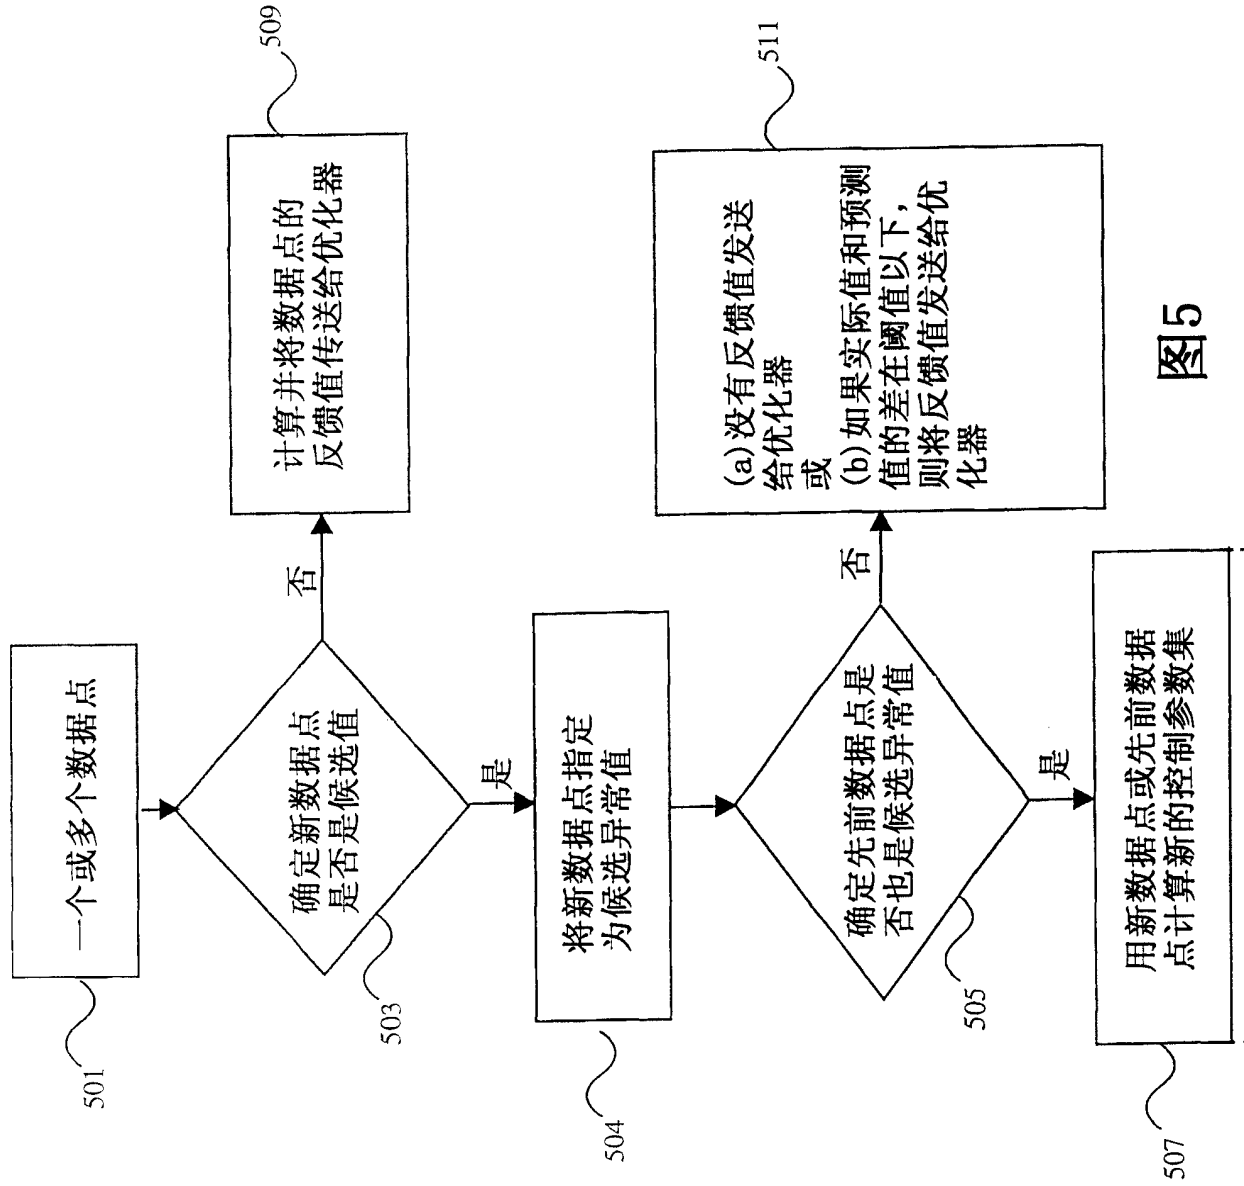 一个或多个数据点
501
确定新数据点
是否是候选值
503
否
计算并将数据点的
反馈值传送给优化器
509
是
将新数据点指定
为候选异常值
504
确定先前数据点是
否也是候选异常值
505
否
(a)没有反馈值发送
给优化器
或
(b)如果实际值和预测
值的差在阈值以下，
则将反馈值发送给优
化器
511
是
用新数据点或先前数据
点计算新的控制参数集
507
图5